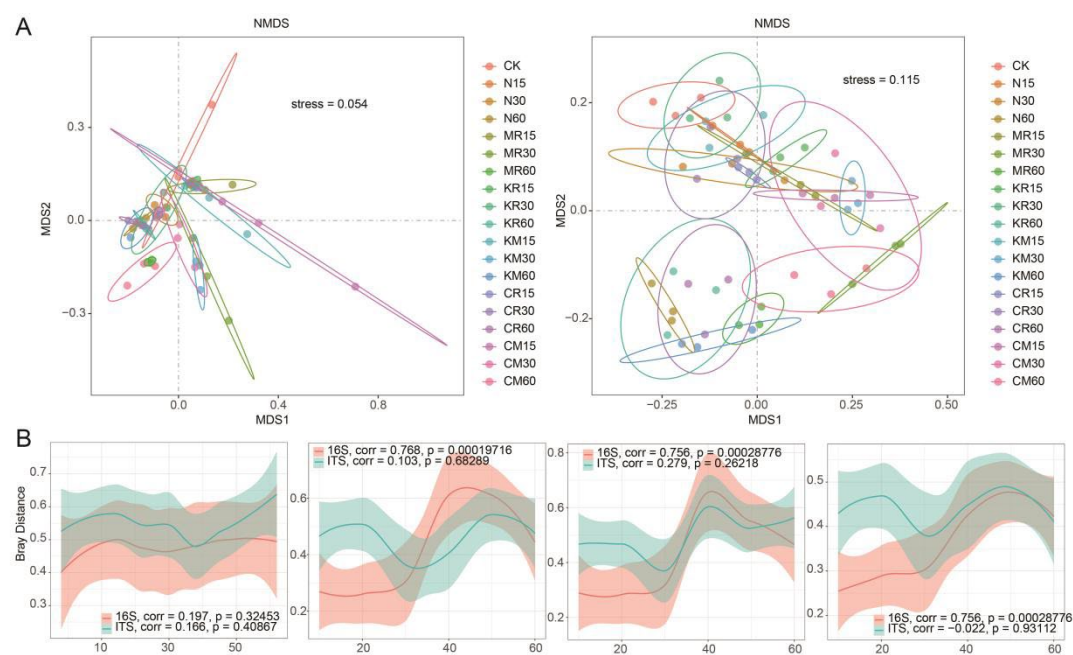 A
NMDS
stress = 0.054
MDS2
0.3
0.0
−0.3
0.0
0.4
0.8
MDS1
CK
N15
N30
N60
MR15
MR30
MR60
KR15
KR30
KR60
KM15
KM30
KM60
CR15
CR30
CR60
CM15
CM30
CM60
NMDS
stress = 0.115
MDS2
0.2
0.0
−0.2
−0.25
0.00
0.25
0.50
MDS1
CK
N15
N30
N60
MR15
MR30
MR60
KR15
KR30
KR60
KM15
KM30
KM60
CR15
CR30
CR60
CM15
CM30
CM60
B
Bray Distance
0.7
0.6
0.5
0.4
0.3
16S, corr = 0.197, p = 0.32453
ITS, corr = 0.166, p = 0.40867
10
30
50
16S, corr = 0.768, p = 0.00019716
ITS, corr = 0.103, p = 0.68289
0.6
0.4
0.2
20
40
60
16S, corr = 0.756, p = 0.00028776
ITS, corr = 0.279, p = 0.26218
0.8
0.6
0.4
0.2
20
40
60
0.5
0.4
0.3
0.2
16S, corr = 0.756, p = 0.00028776
ITS, corr = −0.022, p = 0.93112
20
40
60